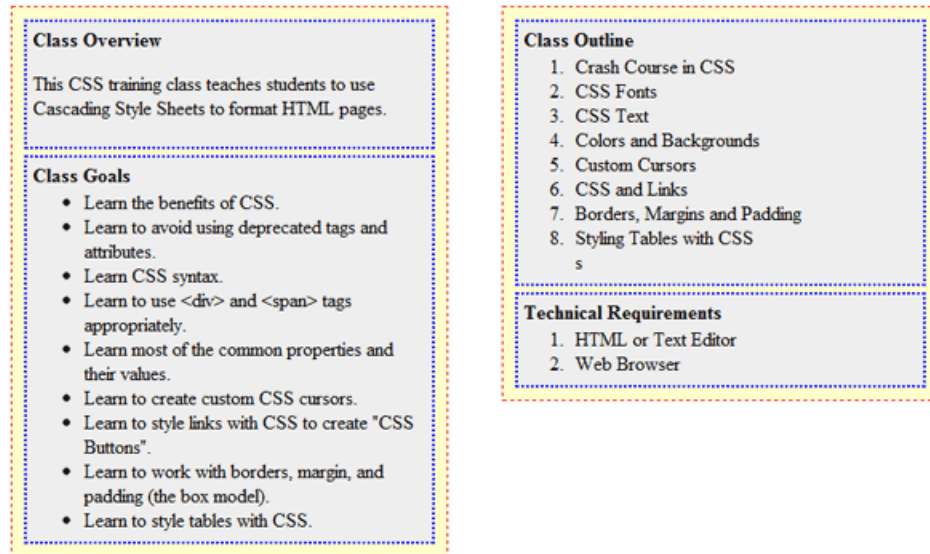 Class Overview
This CSS training class teaches students to use
Cascading Style Sheets to format HTML pages.
Class Goals
• Learn the benefits of CSS.
• Learn to avoid using deprecated tags and
attributes.
• Learn CSS syntax.
• Learn to use <div> and <span> tags
appropriately.
• Learn most of the common properties and
their values.
• Learn to create custom CSS cursors.
• Learn to style links with CSS to create "CSS
Buttons".
• Learn to work with borders, margin, and
padding (the box model).
• Learn to style tables with CSS.
Class Outline
1. Crash Course in CSS
2. CSS Fonts
3. CSS Text
4. Colors and Backgrounds
5. Custom Cursors
6. CSS and Links
7. Borders, Margins and Padding
8. Styling Tables with CSS
s
Technical Requirements
1. HTML or Text Editor
2. Web Browser